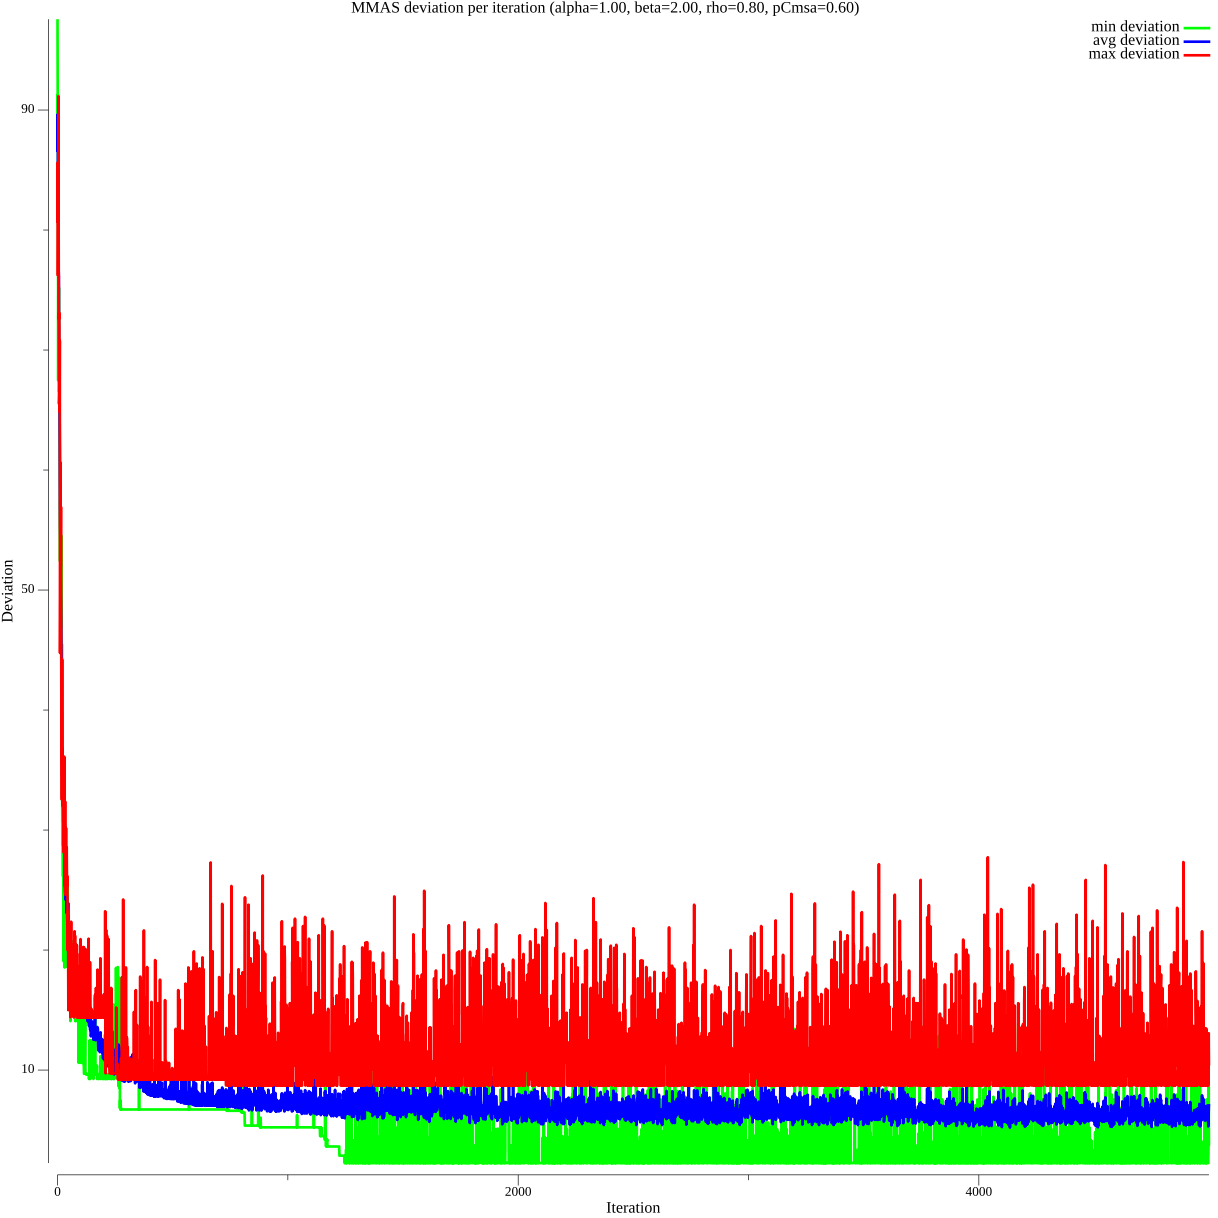 MMAS deviation per iteration (alpha=1.00, beta=2.00, rho=0.80, pCmsa=0.60)
min deviation
avg deviation
max deviation
90
50
10
Deviation
0
2000
4000
Iteration